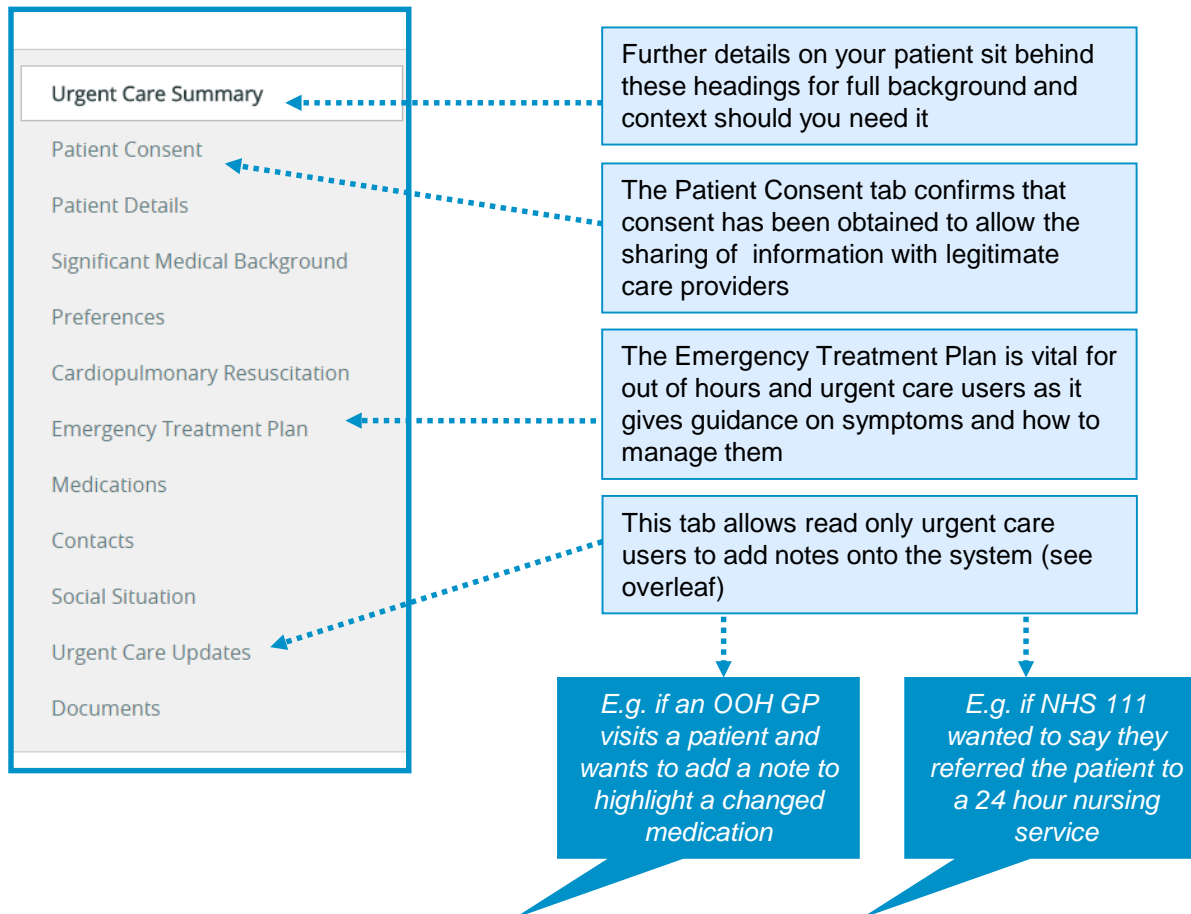 Urgent Care Summary
Patient Consent
Patient Details
Significant Medical Background
Preferences
Cardiopulmonary Resuscitation
Emergency Treatment Plan
Medications
Contacts
Social Situation
Urgent Care Updates
Documents
Further details on your patient sit behind
these headings for full background and
context should you need it
The Patient Consent tab confirms that
consent has been obtained to allow the
sharing of  information with legitimate
care providers
The Emergency Treatment Plan is vital for
out of hours and urgent care users as it
gives guidance on symptoms and how to
manage them
This tab allows read only urgent care
users to add notes onto the system (see
overleaf)
E.g. if an OOH GP
visits a patient and
wants to add a note to
highlight a changed
medication
E.g. if NHS 111
wanted to say they
referred the patient to
a 24 hour nursing
service